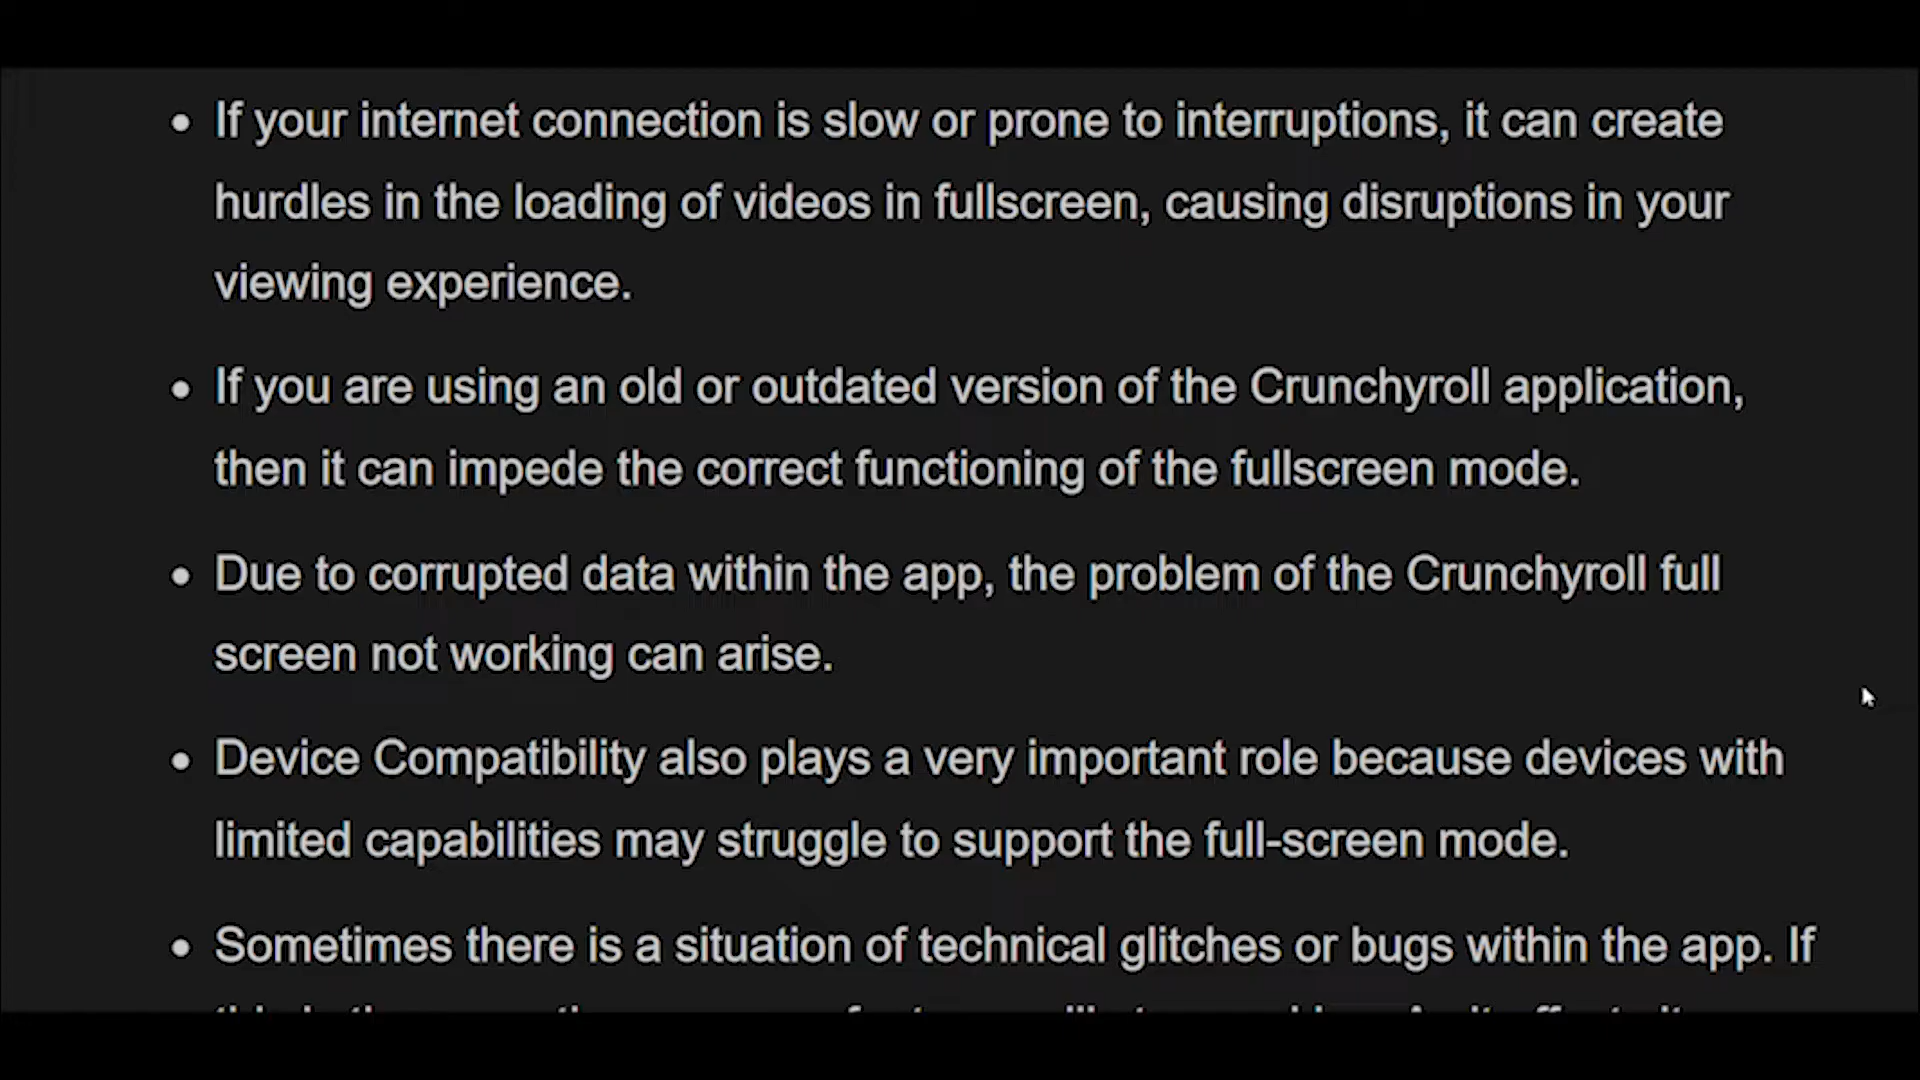 If your internet connection is slow or prone to interruptions, it can create
hurdles in the loading of videos in fullscreen, causing disruptions in your
viewing experience.
If you are using an old or outdated version of the Crunchyroll application,
then it can impede the correct functioning of the fullscreen mode.
Due to corrupted data within the app, the problem of the Crunchyroll full
screen not working can arise.
Device Compatibility also plays a very important role because devices with
limited capabilities may struggle to support the full-screen mode.
Sometimes there is a situation of technical glitches or bugs within the app. If